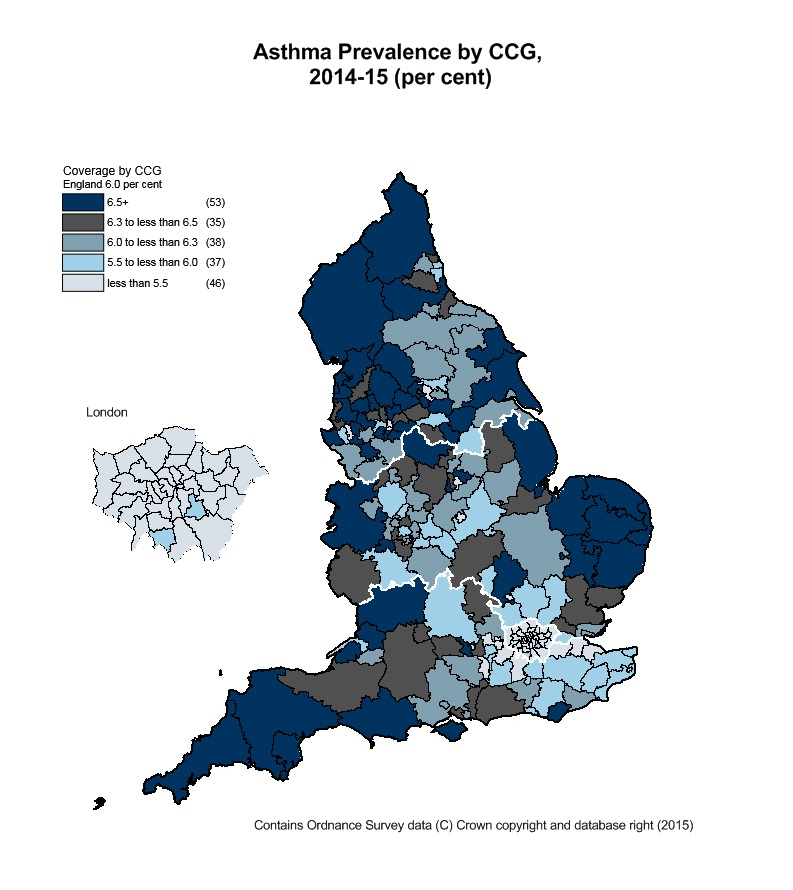 Asthma Prevalence by CCG,
2014-15 (per cent)
Coverage by CCG
England 6.0 per cent
6.5+ (53)
6.3 to less than 6.5 (35)
6.0 to less than 6.3 (38)
5.5 to less than 6.0 (37)
less than 5.5 (46)
London
Contains Ordnance Survey data (C) Crown copyright and database right (2015)